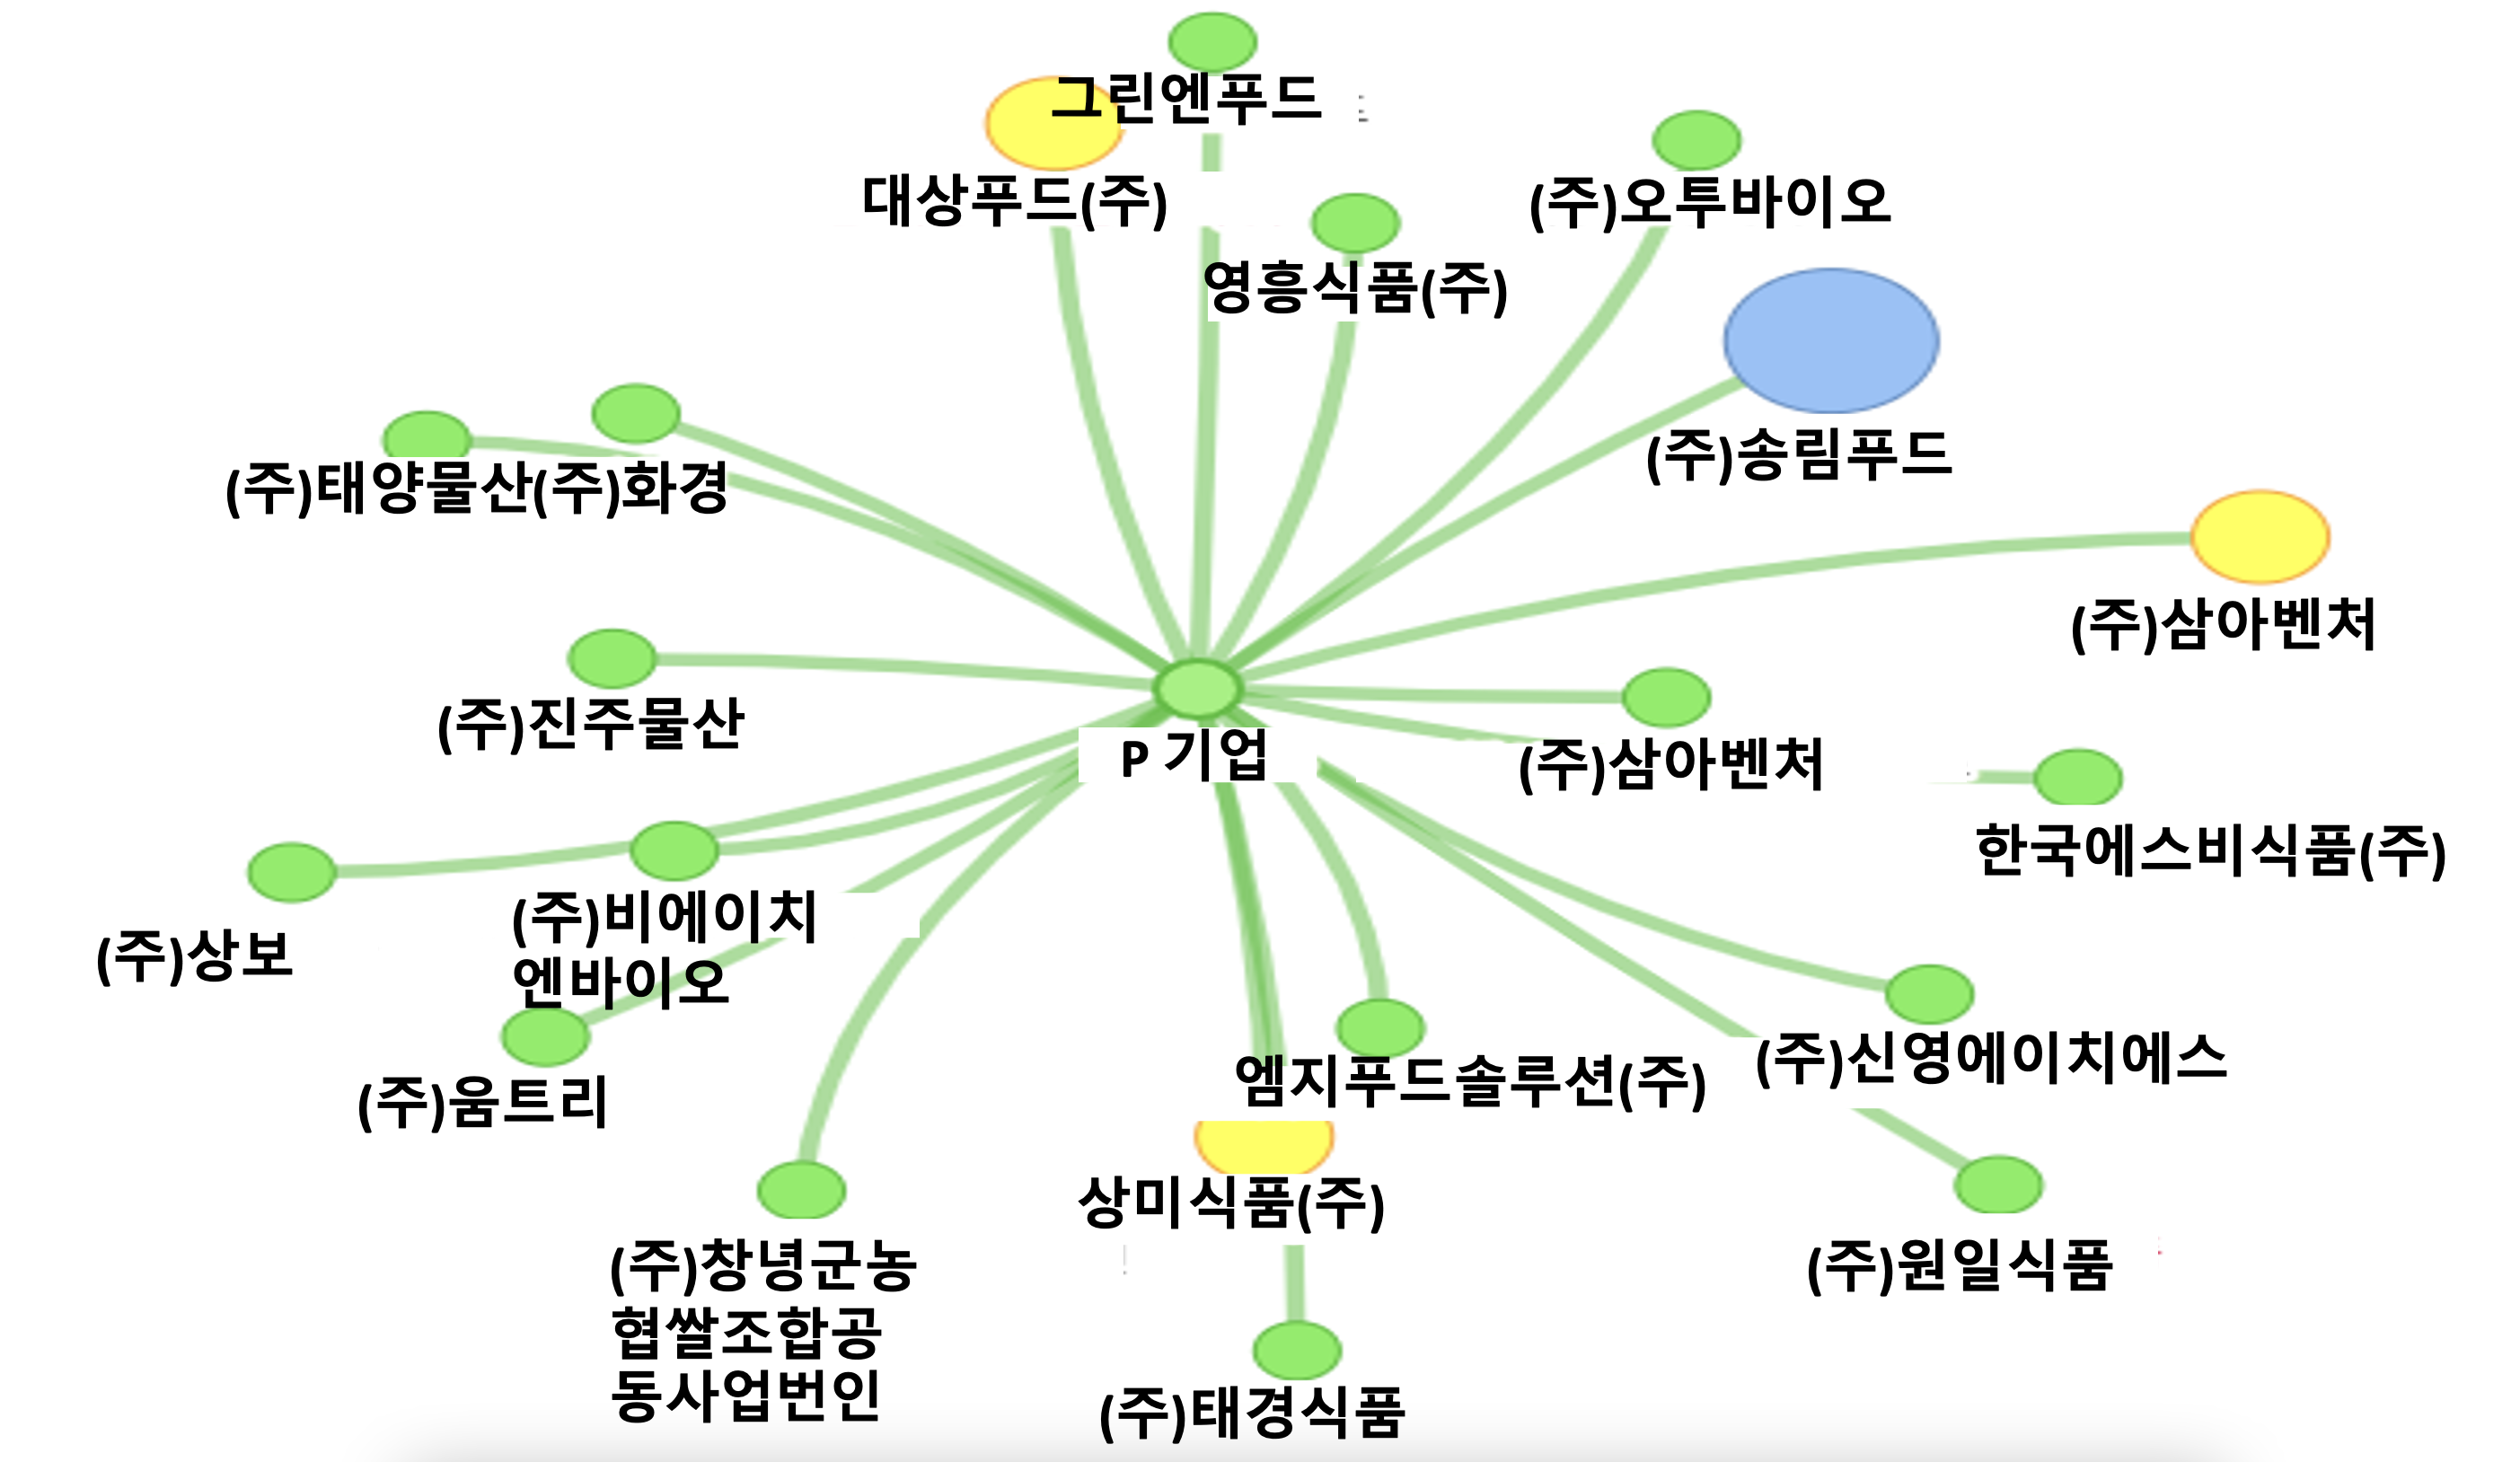 그린엔푸드
대상푸드(주)
(주)오투바이오
영흥식품(주)
(주)송림푸드
(주)태양물산(주)화경
(주)삼아벤처
(주)진주물산
P 기업
(주)삼아벤처
한국에스비식품(주)
(주)비에이치
엔바이오
(주)상보
(주)움트리
엠지푸드솔루션(주)
(주)신영에이치에스
상미식품(주)
(주)창녕군농
협쌀조합공
동사업번인
(주)원일식품
(주)태경식품